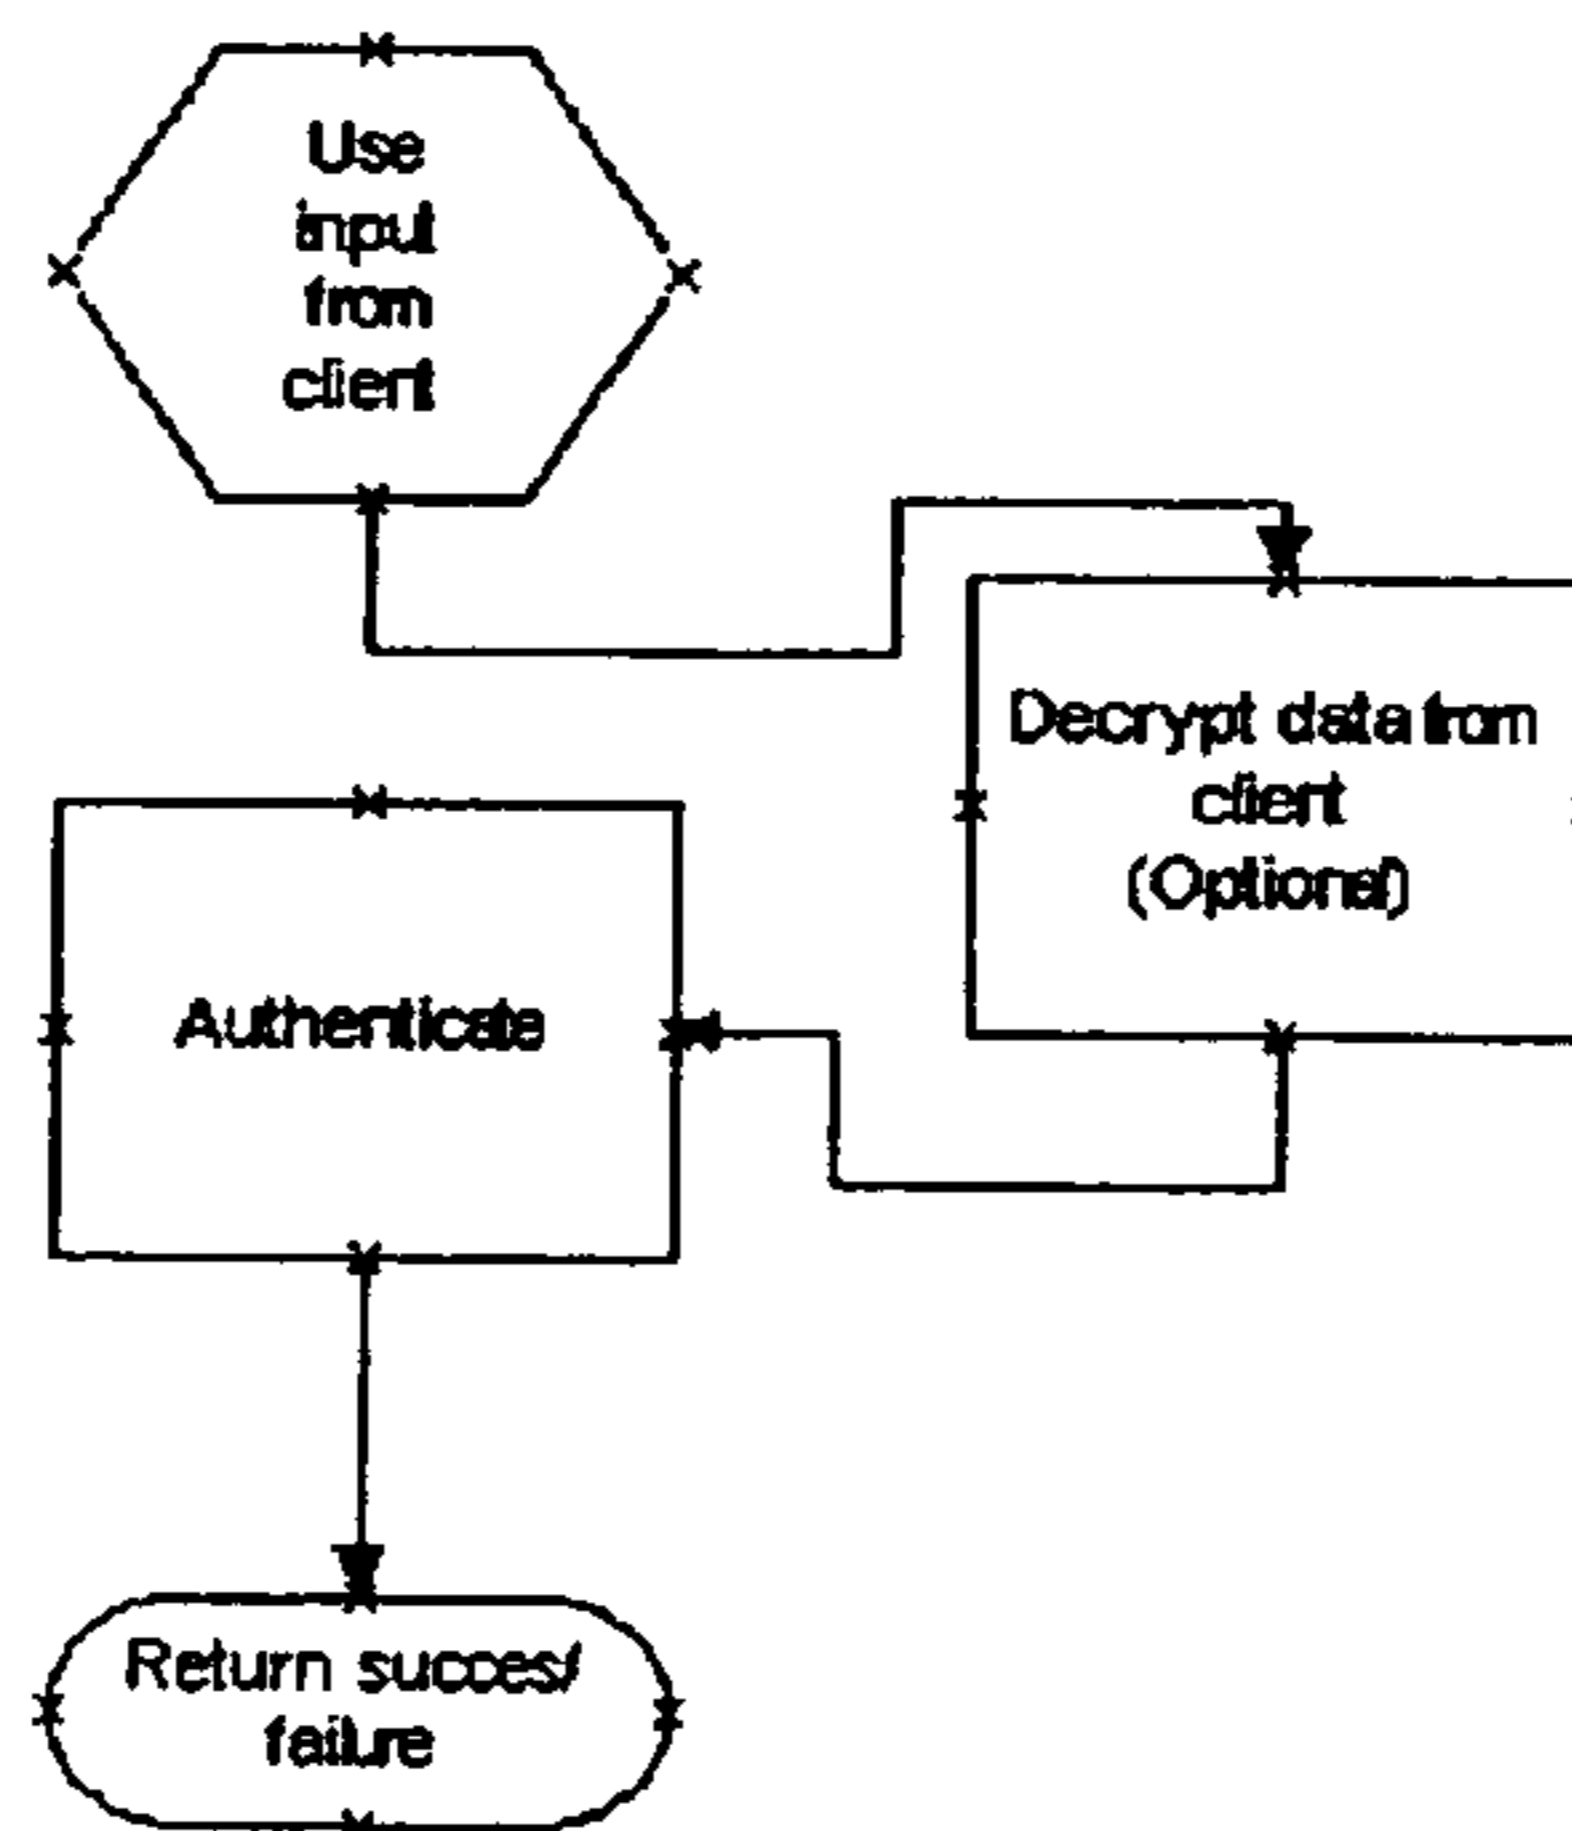 Use
input
from
client
Decrypt data from
client
(Optional)
Authenticate
Return succes/
failure